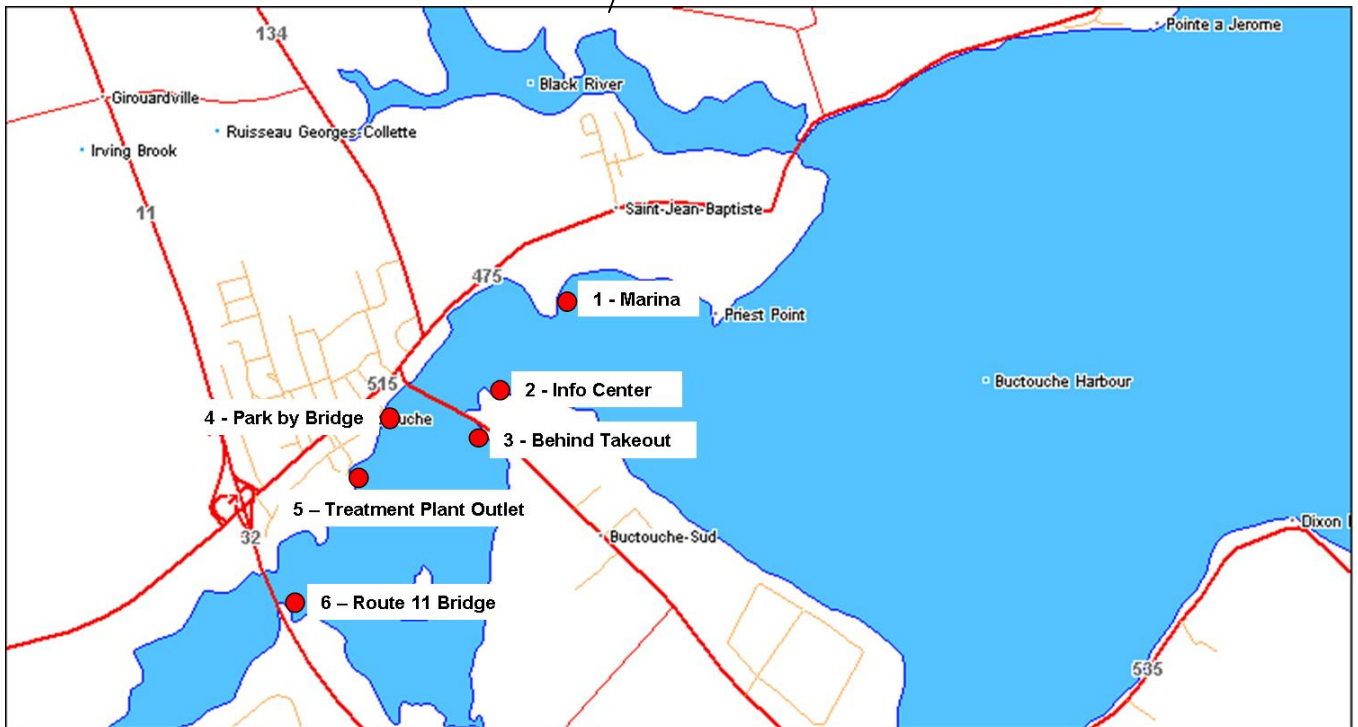 Pointe a Jerome
134
Black River
Girouardville
Ruisseau Georges-Collette
Irving Brook
11
Saint-Jean-Baptiste
475
1 - Marina
Priest Point
515
Buctouche Harbour
2 - Info Center
4 - Park by Bridge
3 - Behind Takeout
5 – Treatment Plant Outlet
32
Buctouche-Sud
Dixon
6 – Route 11 Bridge
535